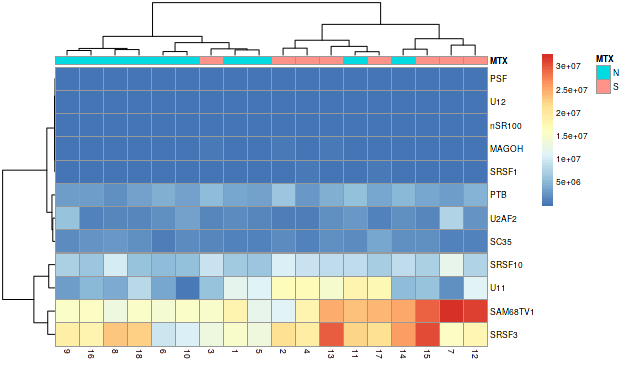 MTX
PSF
U12
nSR100
MAGOH
SRSF1
PTB
U2AF2
SC35
SRSF10
U11
SAM68TV1
SRSF3
9 16 8 18 6 10 3 1 5 2 4 13 11 17 14 15 7 12
3e+07
2.5e+07
2e+07
1.5e+07
1e+07
5e+06
MTX
N
S